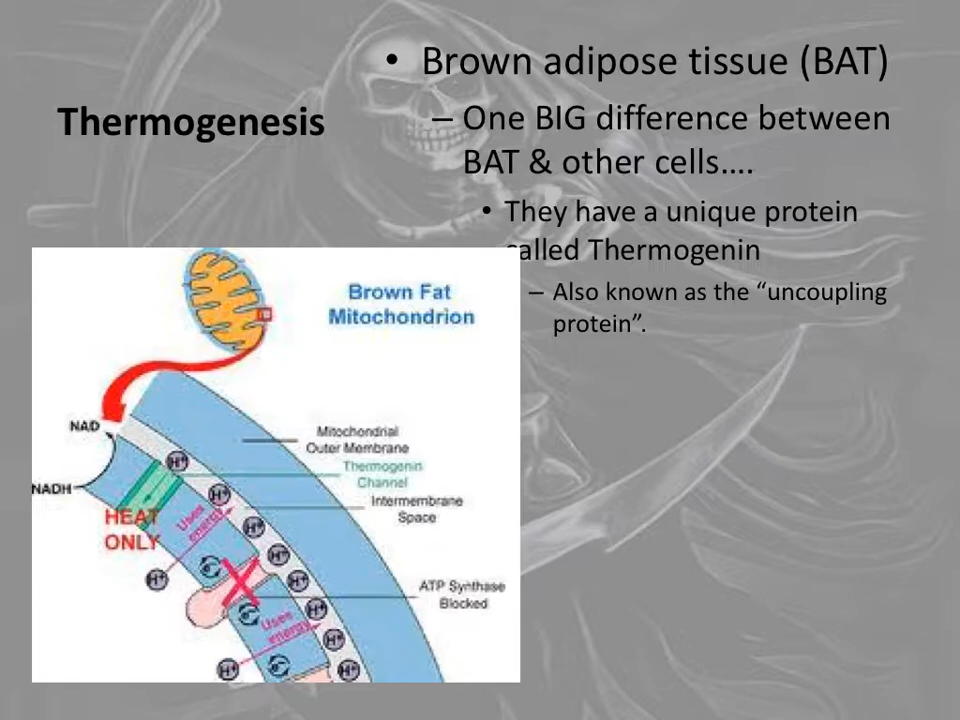 Thermogenesis
• Brown adipose tissue (BAT)
– One BIG difference between
BAT & other cells….
• They have a unique protein
called Thermogenin
– Also known as the “uncoupling
protein”.
Brown Fat
Mitochondrion
NAD
Mitochondrial
Outer Membrane
H+
Thermogenin
Channel
NADH
H+
Intermembrane
Space
HEAT
ONLY
Uses
energy
H+
H+
H+
H+
ATP Synthase
Blocked
H+
Uses
energy
H+
H+
H+